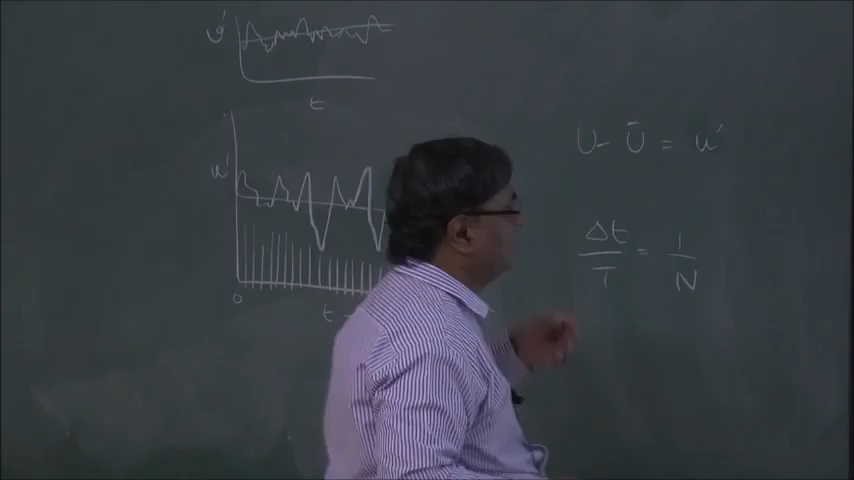 υ'
t
u'
0
t
U - Ū = u'
Δt/T = 1/N